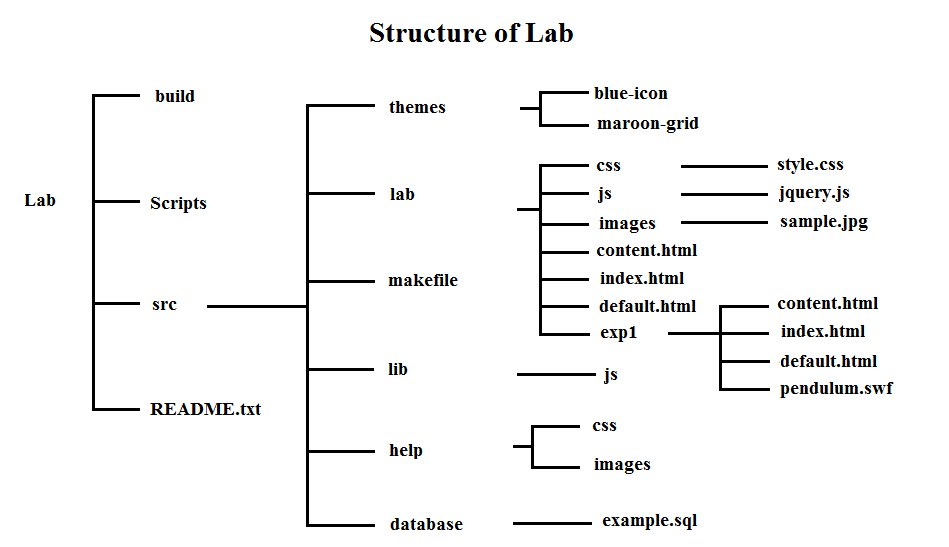 Structure of Lab
Lab
build
Scripts
src
README.txt
themes
lab
makefile
lib
help
database
blue-icon
maroon-grid
css
js
images
content.html
index.html
default.html
exp1
js
css
images
example.sql
style.css
jquery.js
sample.jpg
content.html
index.html
default.html
pendulum.swf